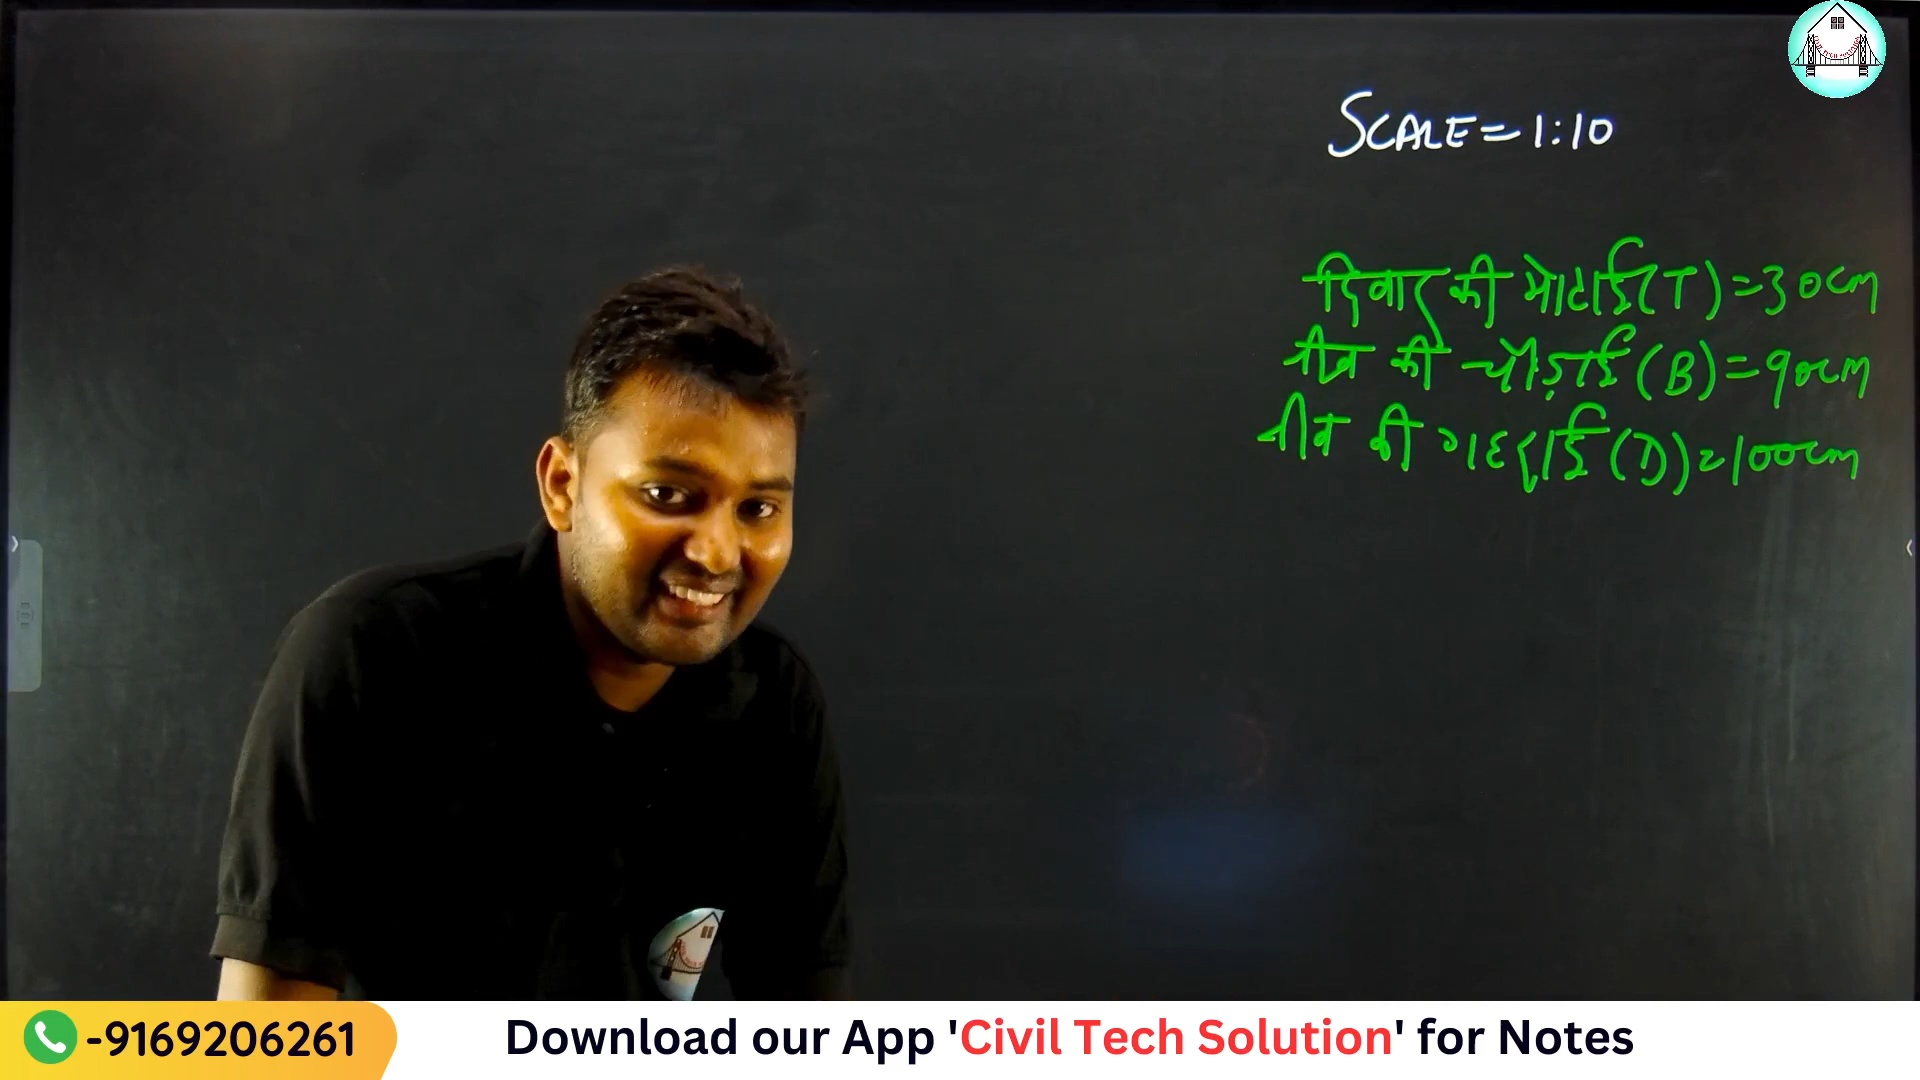 SCALE = 1:10
दिवार की मोटाई (T) = 30cm
नीव की चौड़ाई (B) = 90cm
नीव की गहराई (D) = 100cm
-9169206261
Download our App 'Civil Tech Solution' for Notes